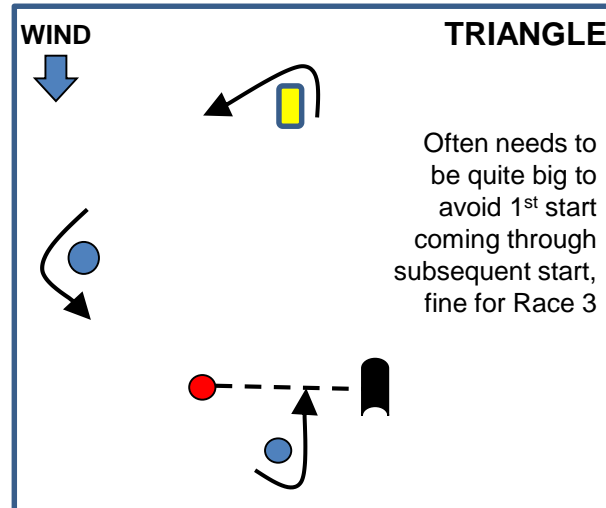 WIND
TRIANGLE
Often needs to
be quite big to
avoid 1st start
coming through
subsequent start,
fine for Race 3